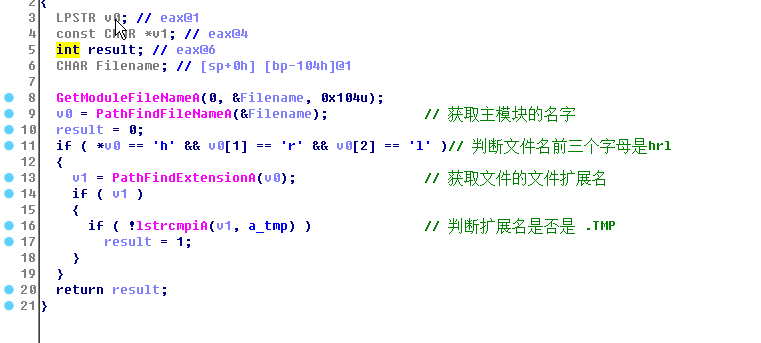 2 {
3 LPSTR v0; // eax@1
4 const CHAR *v1; // eax@4
5 int result; // eax@6
6 CHAR Filename; // [sp+0h] [bp-104h]@1
7
8 GetModuleFileNameA(0, &Filename, 0x104u);
9 v0 = PathFindFileNameA(&Filename); // 获取主模块的名字
10 result = 0;
11 if ( *v0 == 'h' && v0[1] == 'r' && v0[2] == 'l' )// 判断文件名前三个字母是hrl
12 {
13 v1 = PathFindExtensionA(v0); // 获取文件的文件扩展名
14 if ( v1 )
15 {
16 if ( !lstrcmpiA(v1, a_tmp) ) // 判断扩展名是否是 .TMP
17 result = 1;
18 }
19 }
20 return result;
21 }